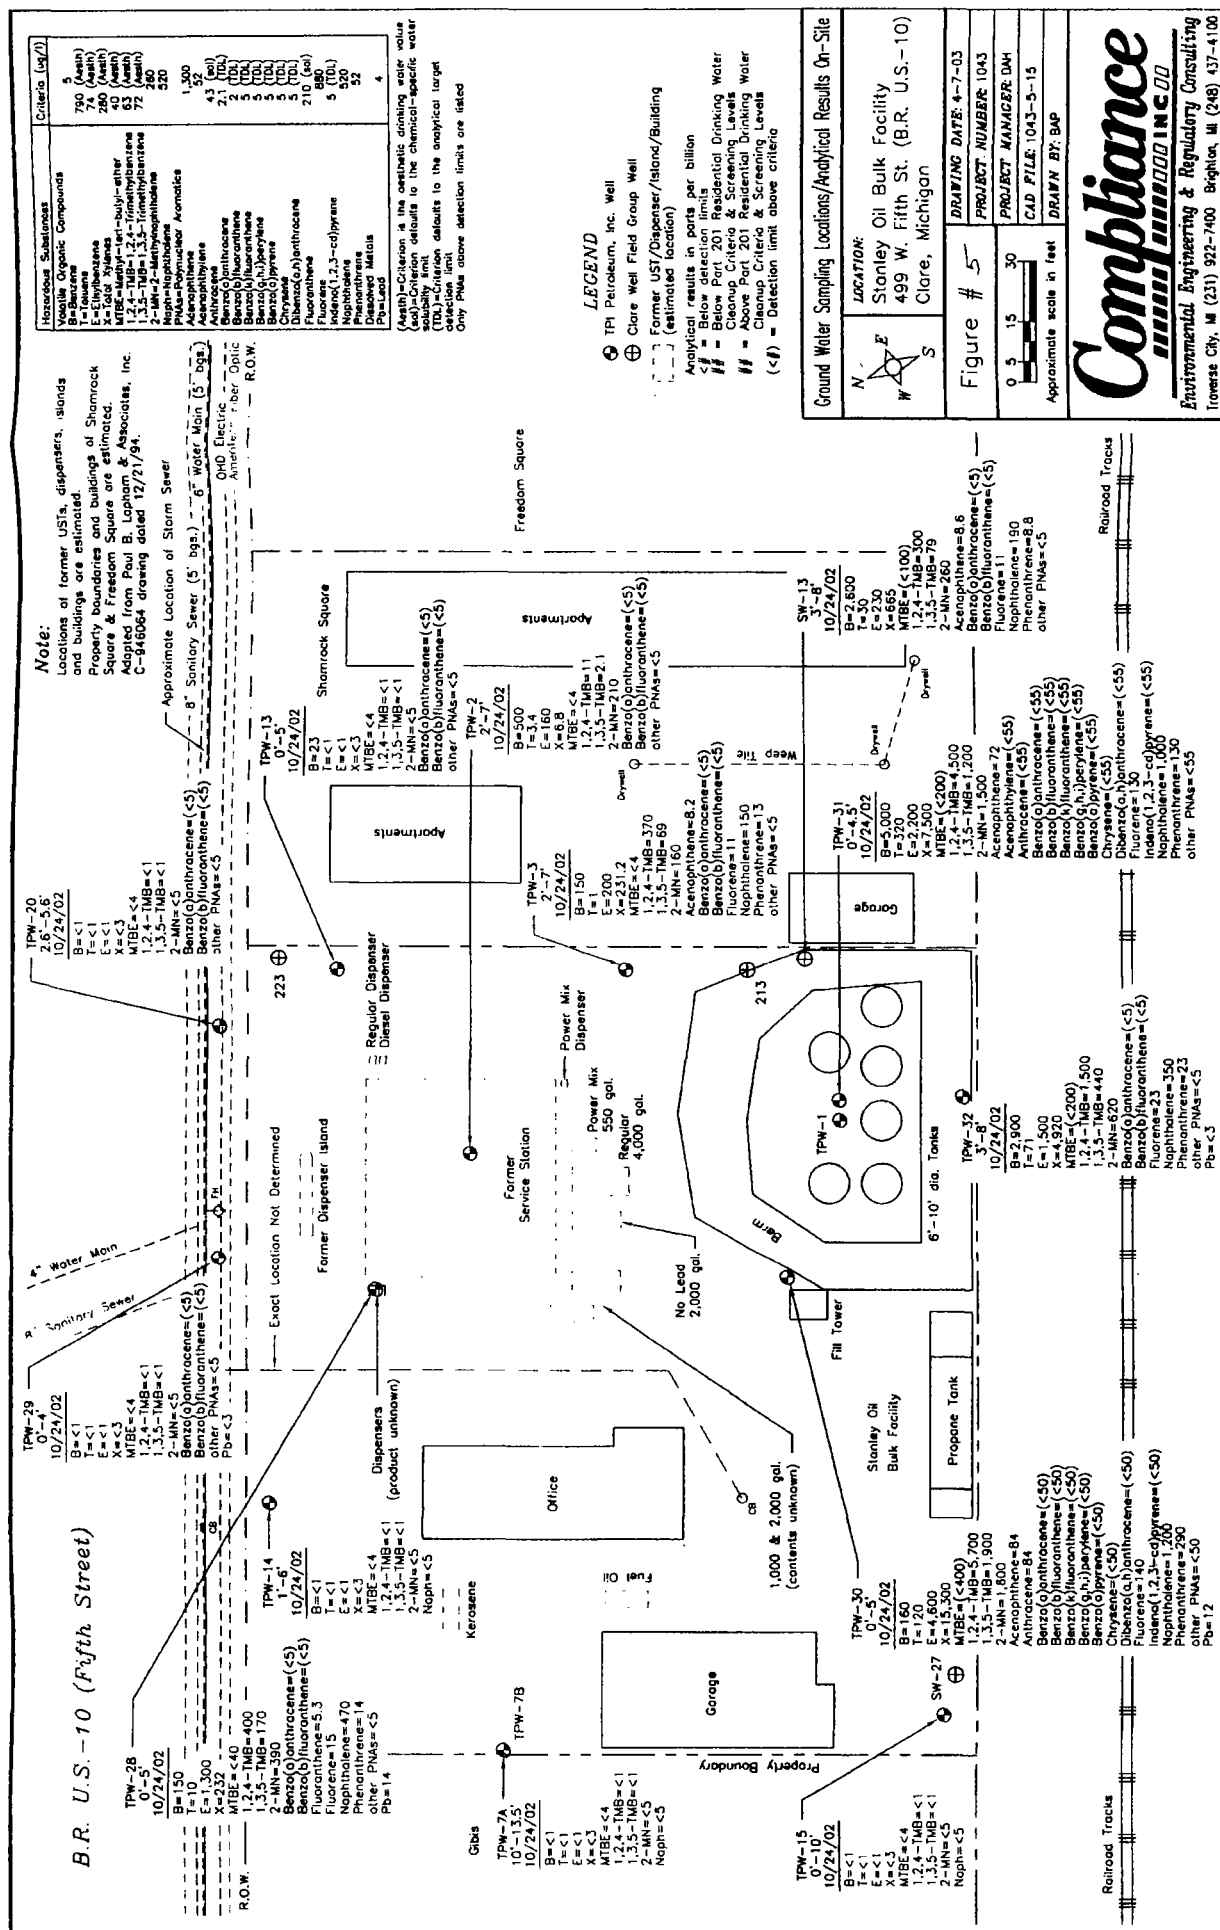 B.R. U.S.-10 (Fifth Street)
Note:
Locations of former USTs, dispensers, islands
and buildings are estimated.
Property boundaries and buildings of Shamrock
Square & Freedom Square are estimated.
Adapted from Paul B. Lapham & Associates, Inc.
C-946064 drawing dated 12/21/94.
Approximate Location of Storm Sewer
8" Sanitary Sewer (5' bgs.)
6" Water Main (5' bgs.)
OHD Electric
Ameritech Fiber Optic
R.O.W.
R.O.W.
8" Sanitary Sewer
4" Water Main
FH
CB
Exact Location Not Determined
Hazardous Substances
Criteria (ug/l)
Volatile Organic Compounds
B=Benzene 5
T=Toluene 790 (Aesth)
E=Ethylbenzene 74 (Aesth)
X=Total Xylenes 280 (Aesth)
MTBE=Methyl-tert-butyl-ether 40 (Aesth)
1,2,4-TMB=1,2,4-Trimethylbenzene 63 (Aesth)
1,3,5-TMB=1,3,5-Trimethylbenzene 72 (Aesth)
2-MN=2-Methylnaphthalene 260
Naph=Naphthalene 520
PNAs=Polynuclear Aromatics
Acenaphthene 1,300
Acenaphthylene 52
Anthracene 43 (sol)
Benzo(a)anthracene 2.1 (TDL)
Benzo(b)fluoranthene 2 (TDL)
Benzo(k)fluoranthene 5 (TDL)
Benzo(g,h,i)perylene 5 (TDL)
Benzo(a)pyrene 5 (TDL)
Chrysene 5 (TDL)
Dibenzo(a,h)anthracene 5 (TDL)
Fluoranthene 210 (sol)
Fluorene 880
Indeno(1,2,3-cd)pyrene 5 (TDL)
Naphthalene 520
Phenanthrene 52
Dissolved Metals
Pb=Lead 4
(Aesth)=Criterion is the aesthetic drinking water value
(sol)=Criterion defaults to the chemical-specific water
solubility limit
(TDL)=Criterion defaults to the analytical target
detection limit
Only PNAs above detection limits are listed
LEGEND
TPI Petroleum, Inc. Well
Clare Well Field Group Well
Former UST/Dispenser/Island/Building
(estimated location)
Analytical results in parts per billion
<# = Below detection limits
## = Below Part 201 Residential Drinking Water
Cleanup Criteria & Screening Levels
## = Above Part 201 Residential Drinking Water
Cleanup Criteria & Screening Levels
(<#) = Detection limit above criteria
TPW-28
0'-5'
10/24/02
B=150
T=10
E=1,300
X=232
MTBE=<40
1,2,4-TMB=400
1,3,5-TMB=170
2-MN=390
Benzo(a)anthracene=(<5)
Benzo(b)fluoranthene=(<5)
Fluoranthene=5.3
Fluorene=15
Naphthalene=470
Phenanthrene=14
other PNAs=<5
Pb=14
TPW-29
0'-4'
10/24/02
B=<1
T=<1
E=<1
X=<3
MTBE=<4
1,2,4-TMB=<1
1,3,5-TMB=<1
2-MN=<5
Benzo(a)anthracene=(<5)
Benzo(b)fluoranthene=(<5)
other PNAs=<5
Pb=<3
TPW-20
2.6'-5.6'
10/24/02
B=<1
T=<1
E=<1
X=<3
MTBE=<4
1,2,4-TMB=<1
1,3,5-TMB=<1
2-MN=<5
Benzo(a)anthracene=(<5)
Benzo(b)fluoranthene=(<5)
other PNAs=<5
TPW-13
0'-5'
10/24/02
B=23
T=<1
E=<1
X=<3
MTBE=<4
1,2,4-TMB=<1
1,3,5-TMB=<1
2-MN=<5
Benzo(a)anthracene=(<5)
Benzo(b)fluoranthene=(<5)
other PNAs=<5
TPW-14
1'-6'
10/24/02
B=<1
T=<1
E=<1
X=<3
MTBE=<4
1,2,4-TMB=<1
1,3,5-TMB=<1
2-MN=<5
Naph=<5
Gibis
TPW-7A
10'-13.5'
10/24/02
B=<1
T=<1
E=<1
X=<3
MTBE=<4
1,2,4-TMB=<1
1,3,5-TMB=<1
2-MN=<5
Naph=<5
TPW-7B
TPW-2
2'-7'
10/24/02
B=500
T=3.4
E=160
X=6.8
MTBE=<4
1,2,4-TMB=11
1,3,5-TMB=2.1
2-MN=210
Benzo(a)anthracene=(<5)
Benzo(b)fluoranthene=(<5)
other PNAs=<5
TPW-3
2'-7'
10/24/02
B=150
T=1
E=200
X=231.2
MTBE=<4
1,2,4-TMB=370
1,3,5-TMB=69
2-MN=160
Acenaphthene=8.2
Benzo(a)anthracene=(<5)
Benzo(b)fluoranthene=(<5)
Fluorene=11
Naphthalene=150
Phenanthrene=13
other PNAs=<5
Former Dispenser Island
Dispensers
(product unknown)
Regular Dispenser
Diesel Dispenser
Former
Service Station
Power Mix
Dispenser
Power Mix
550 gal.
Regular
4,000 gal.
No Lead
2,000 gal.
1,000 & 2,000 gal.
(contents unknown)
Kerosene
Fuel Oil
Office
Garage
Property Boundary
CB
223
213
Shamrock Square
Freedom Square
Apartments
Apartments
Drywell
Weep Tile
Drywell
Drywell
Garage
Berm
TPW-1
6'-10' dia. Tanks
Fill Tower
Stanley Oil
Bulk Facility
Propane Tank
SW-27
TPW-15
0'-10'
10/24/02
B=<1
T=<1
E=<1
X=<3
MTBE=<4
1,2,4-TMB=<1
1,3,5-TMB=<1
2-MN=<5
Naph=<5
TPW-30
0'-5'
10/24/02
B=160
T=120
E=4,600
X=15,300
MTBE=(<400)
1,2,4-TMB=5,700
1,3,5-TMB=1,900
2-MN=1,800
Acenaphthene=84
Anthracene=84
Benzo(a)anthracene=(<50)
Benzo(b)fluoranthene=(<50)
Benzo(k)fluoranthene=(<50)
Benzo(g,h,i)perylene=(<50)
Benzo(a)pyrene=(<50)
Chrysene=(<50)
Dibenzo(a,h)anthracene=(<50)
Fluorene=140
Indeno(1,2,3-cd)pyrene=(<50)
Naphthalene=1,200
Phenanthrene=290
other PNAs=<50
Pb=12
TPW-32
3'-8'
10/24/02
B=2,900
T=71
E=1,500
X=4,920
MTBE=(<200)
1,2,4-TMB=1,500
1,3,5-TMB=440
2-MN=620
Benzo(a)anthracene=(<5)
Benzo(b)fluoranthene=(<5)
Fluorene=23
Naphthalene=350
Phenanthrene=23
other PNAs=<5
Pb=<3
TPW-31
0'-4.5'
10/24/02
B=5,000
T=320
E=2,200
X=7,500
MTBE=(<200)
1,2,4-TMB=4,500
1,3,5-TMB=1,200
2-MN=1,500
Acenaphthene=72
Acenaphthylene=(<55)
Anthracene=(<55)
Benzo(a)anthracene=(<55)
Benzo(b)fluoranthene=(<55)
Benzo(k)fluoranthene=(<55)
Benzo(g,h,i)perylene=(<55)
Benzo(a)pyrene=(<55)
Chrysene=(<55)
Dibenzo(a,h)anthracene=(<55)
Fluorene=130
Indeno(1,2,3-cd)pyrene=(<55)
Naphthalene=1,000
Phenanthrene=130
other PNAs=<55
SW-13
3'-8'
10/24/02
B=2,600
T=30
E=230
X=665
MTBE=(<100)
1,2,4-TMB=300
1,3,5-TMB=79
2-MN=260
Acenaphthene=8.6
Benzo(a)anthracene=(<5)
Benzo(b)fluoranthene=(<5)
Fluorene=11
Naphthalene=190
Phenanthrene=8.8
other PNAs=<5
Railroad Tracks
Railroad Tracks
Ground Water Sampling Locations/Analytical Results On-Site
N
E
S
W
LOCATION:
Stanley Oil Bulk Facility
499 W. Fifth St. (B.R. U.S.-10)
Clare, Michigan
Figure # 5
0 5 15 30
Approximate scale in feet
DRAWING DATE: 4-7-03
PROJECT NUMBER: 1043
PROJECT MANAGER: DAH
CAD FILE: 1043-5-15
DRAWN BY: BAP
Compliance
INC
Environmental Engineering & Regulatory Consulting
Traverse City, MI (231) 922-7400 Brighton, MI (248) 437-4100